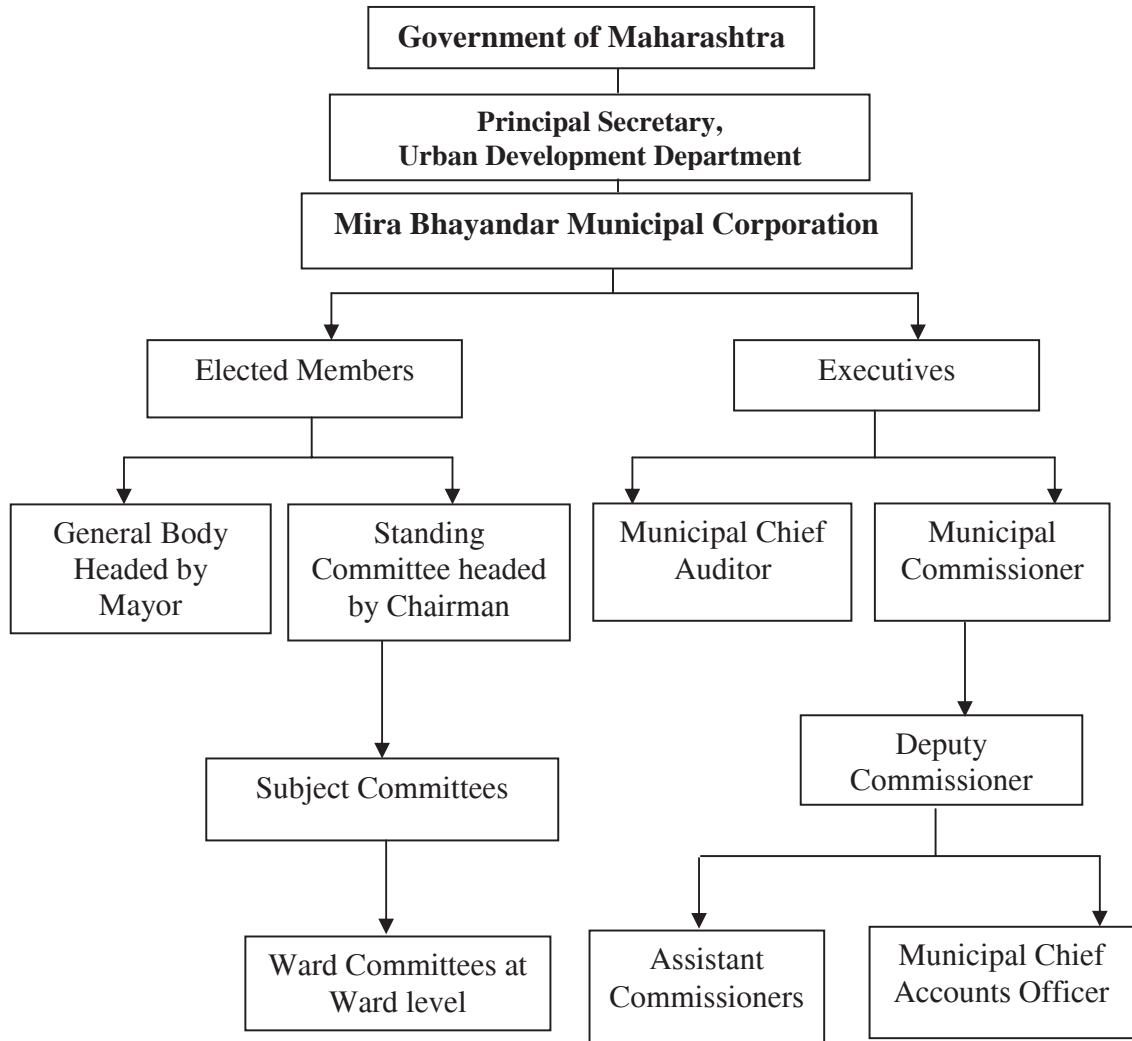 Government of Maharashtra
Principal Secretary,
Urban Development Department
Mira Bhayandar Municipal Corporation
Elected Members
Executives
General Body
Headed by
Mayor
Standing
Committee headed
by Chairman
Municipal Chief
Auditor
Municipal
Commissioner
Subject Committees
Deputy
Commissioner
Ward Committees at
Ward level
Assistant
Commissioners
Municipal Chief
Accounts Officer